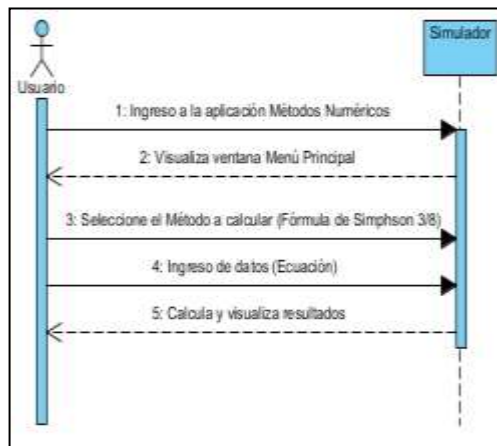 Simulador
Usuario
1: Ingreso a la aplicación Métodos Numéricos
2: Visualiza ventana Menú Principal
3: Seleccione el Método a calcular (Fórmula de Simphson 3/8)
4: Ingreso de datos (Ecuación)
5: Calcula y visualiza resultados